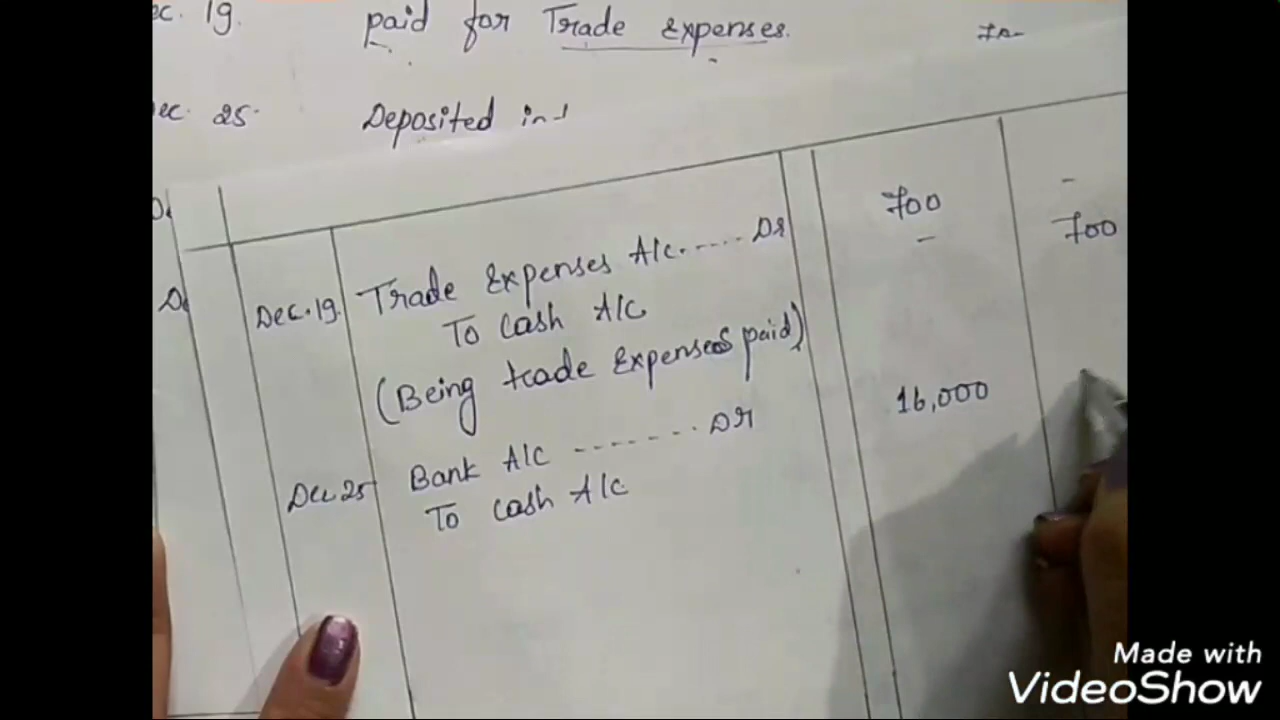 ec. 19. paid for Trade expenses.
ec. 25. Deposited in
700
Trade Expenses A/c...... Dr
700
Dec. 19. To cash A/c
(Being trade Expenses paid)
16,000
Bank A/c ------- Dr
Dec 25 To cash A/c
Made with
VideoShow